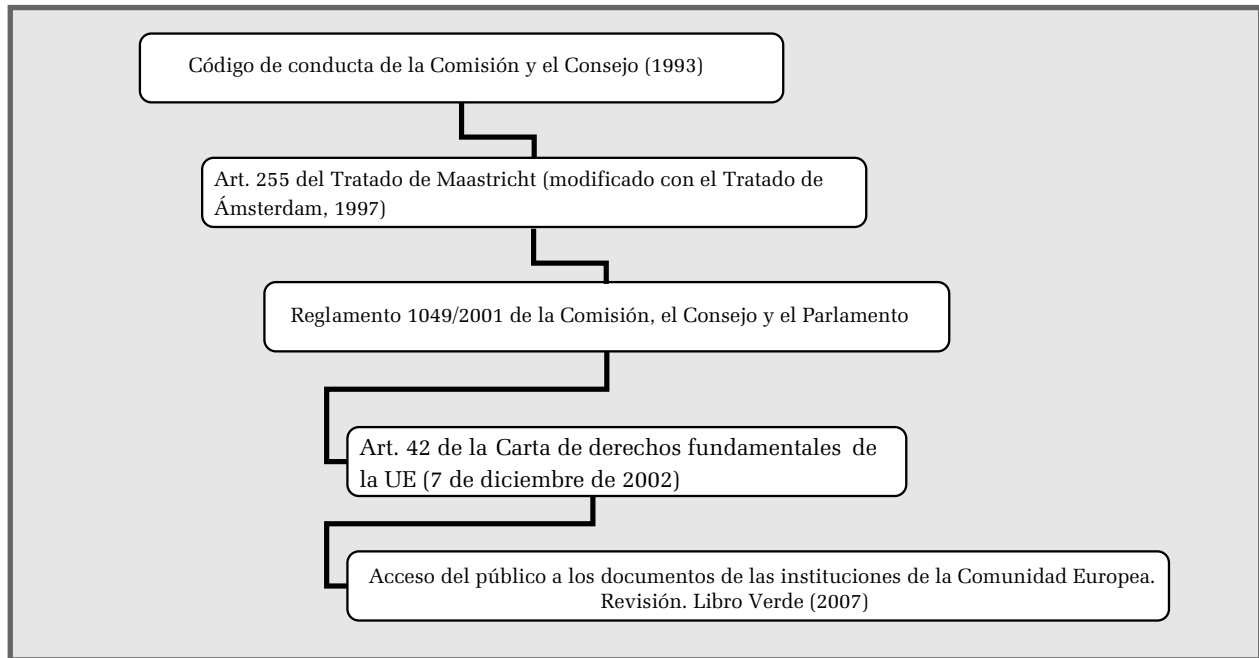 Código de conducta de la Comisión y el Consejo (1993)
Art. 255 del Tratado de Maastricht (modificado con el Tratado de
Ámsterdam, 1997)
Reglamento 1049/2001 de la Comisión, el Consejo y el Parlamento
Art. 42 de la Carta de derechos fundamentales de
la UE (7 de diciembre de 2002)
Acceso del público a los documentos de las instituciones de la Comunidad Europea.
Revisión. Libro Verde (2007)